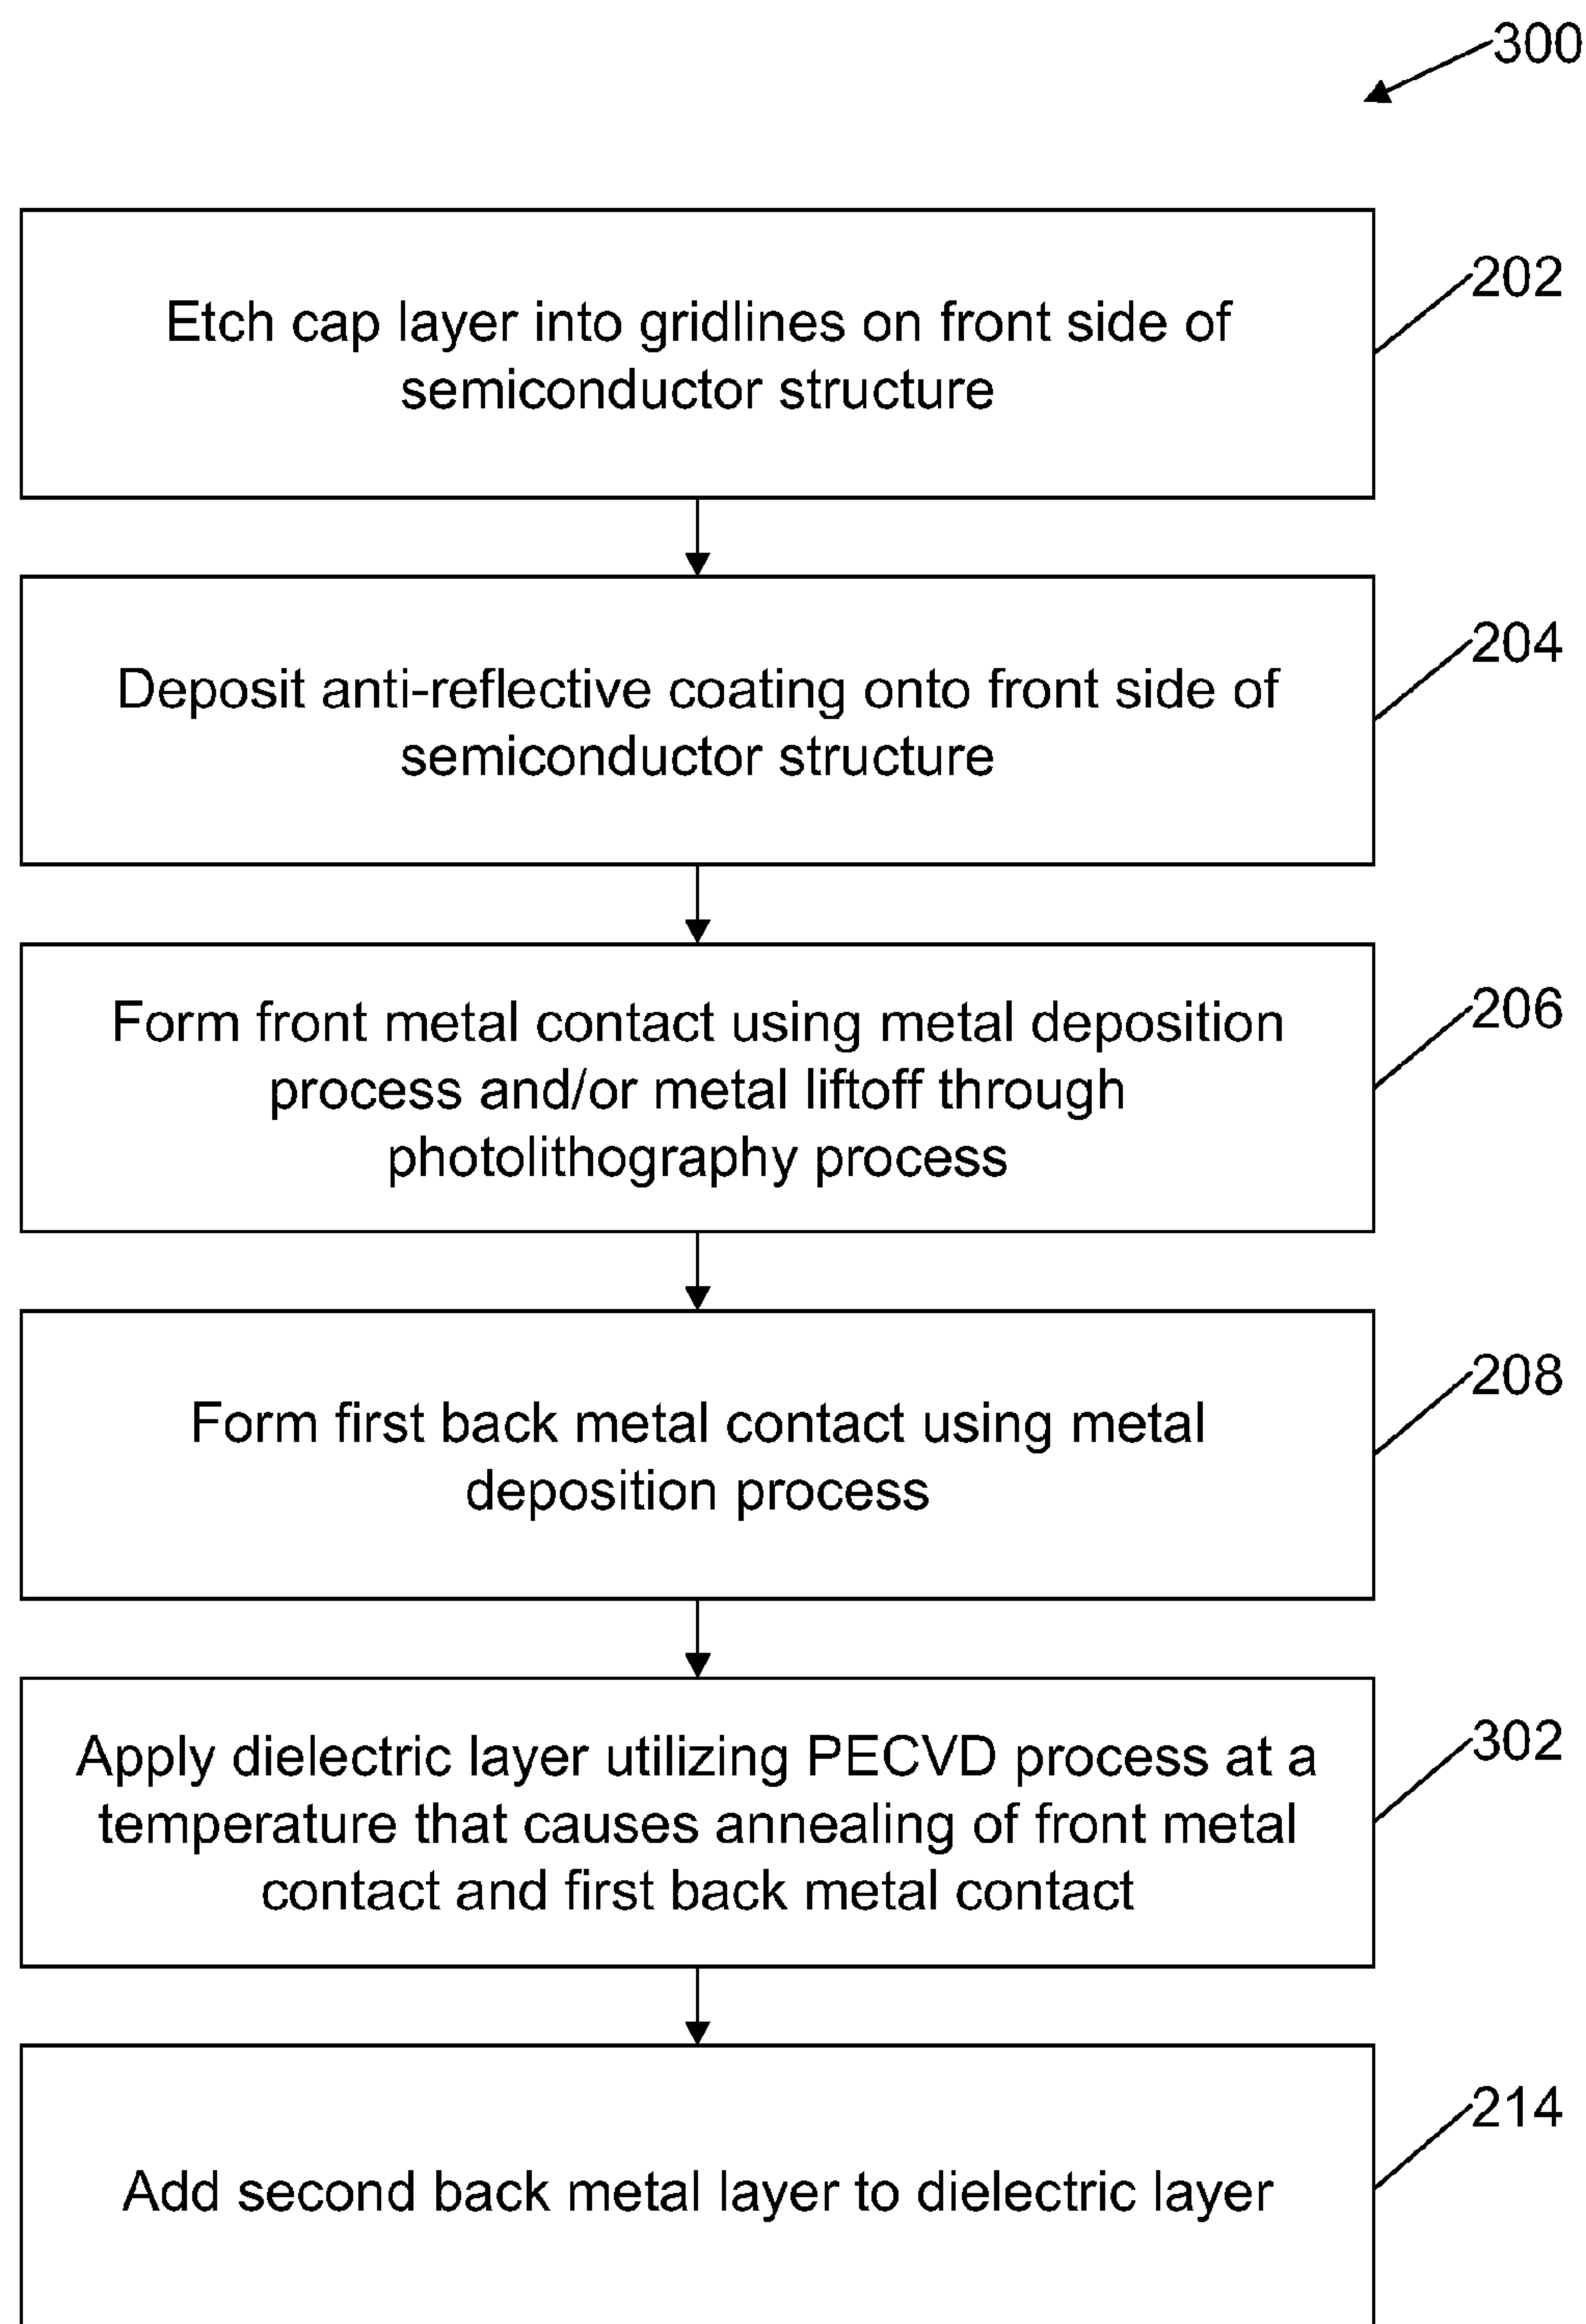 300
Etch cap layer into gridlines on front side of
semiconductor structure
202
Deposit anti-reflective coating onto front side of
semiconductor structure
204
Form front metal contact using metal deposition
process and/or metal liftoff through
photolithography process
206
Form first back metal contact using metal
deposition process
208
Apply dielectric layer utilizing PECVD process at a
temperature that causes annealing of front metal
contact and first back metal contact
302
Add second back metal layer to dielectric layer
214